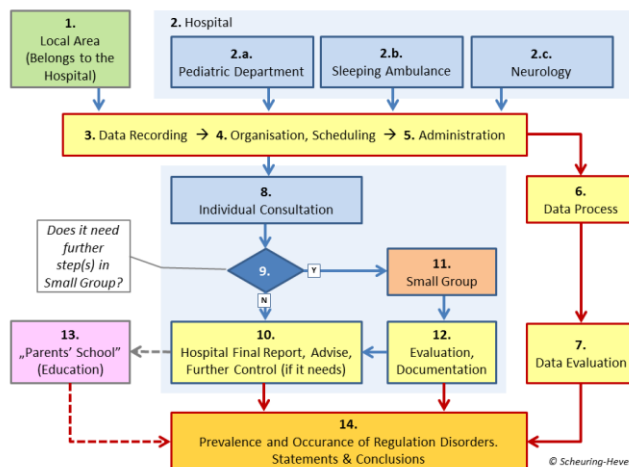 1.
Local Area
(Belongs to the
Hospital)
2. Hospital
2.a.
Pediatric Department
2.b.
Sleeping Ambulance
2.c.
Neurology
3. Data Recording → 4. Organisation, Scheduling → 5. Administration
8.
Individual Consultation
6.
Data Process
Does it need
further
step(s) in
Small Group?
9.
Y
N
11.
Small Group
13.
„Parents' School"
(Education)
10.
Hospital Final Report, Advise,
Further Control (if it needs)
12.
Evaluation,
Documentation
7.
Data Evaluation
14.
Prevalence and Occurance of Regulation Disorders.
Statements & Conclusions